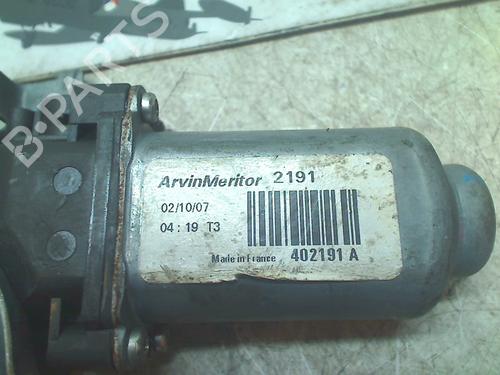 B-PARTS
ArvinMeritor 2191
02/10/07
04 : 19 T3
Made in France 402191 A